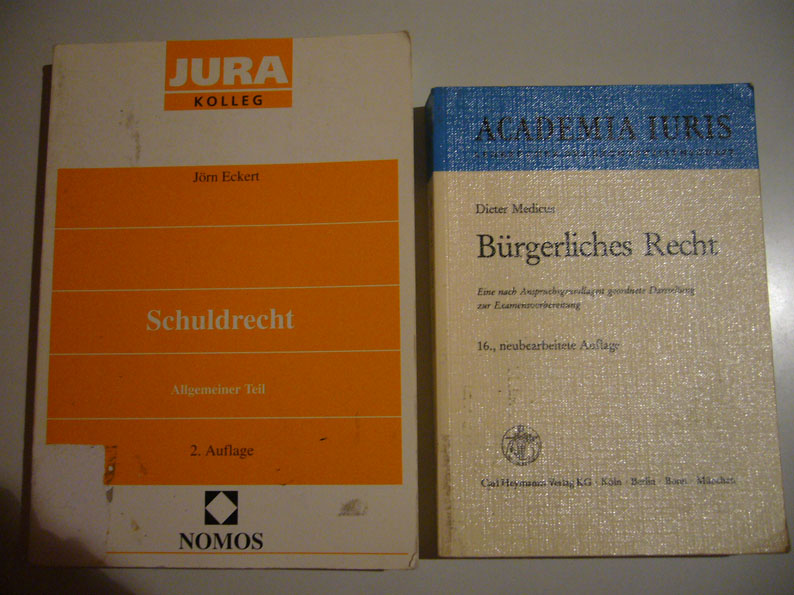 JURA
KOLLEG
Jörn Eckert
Schuldrecht
Allgemeiner Teil
2. Auflage
NOMOS
ACADEMIA IURIS
Dieter Medicus
Bürgerliches Recht
Eine nach Anspruchsgrundlagen geordnete Darstellung
zur Examensvorbereitung
16., neubearbeitete Auflage
Carl Heymanns Verlag KG · Köln · Berlin · Bonn · München